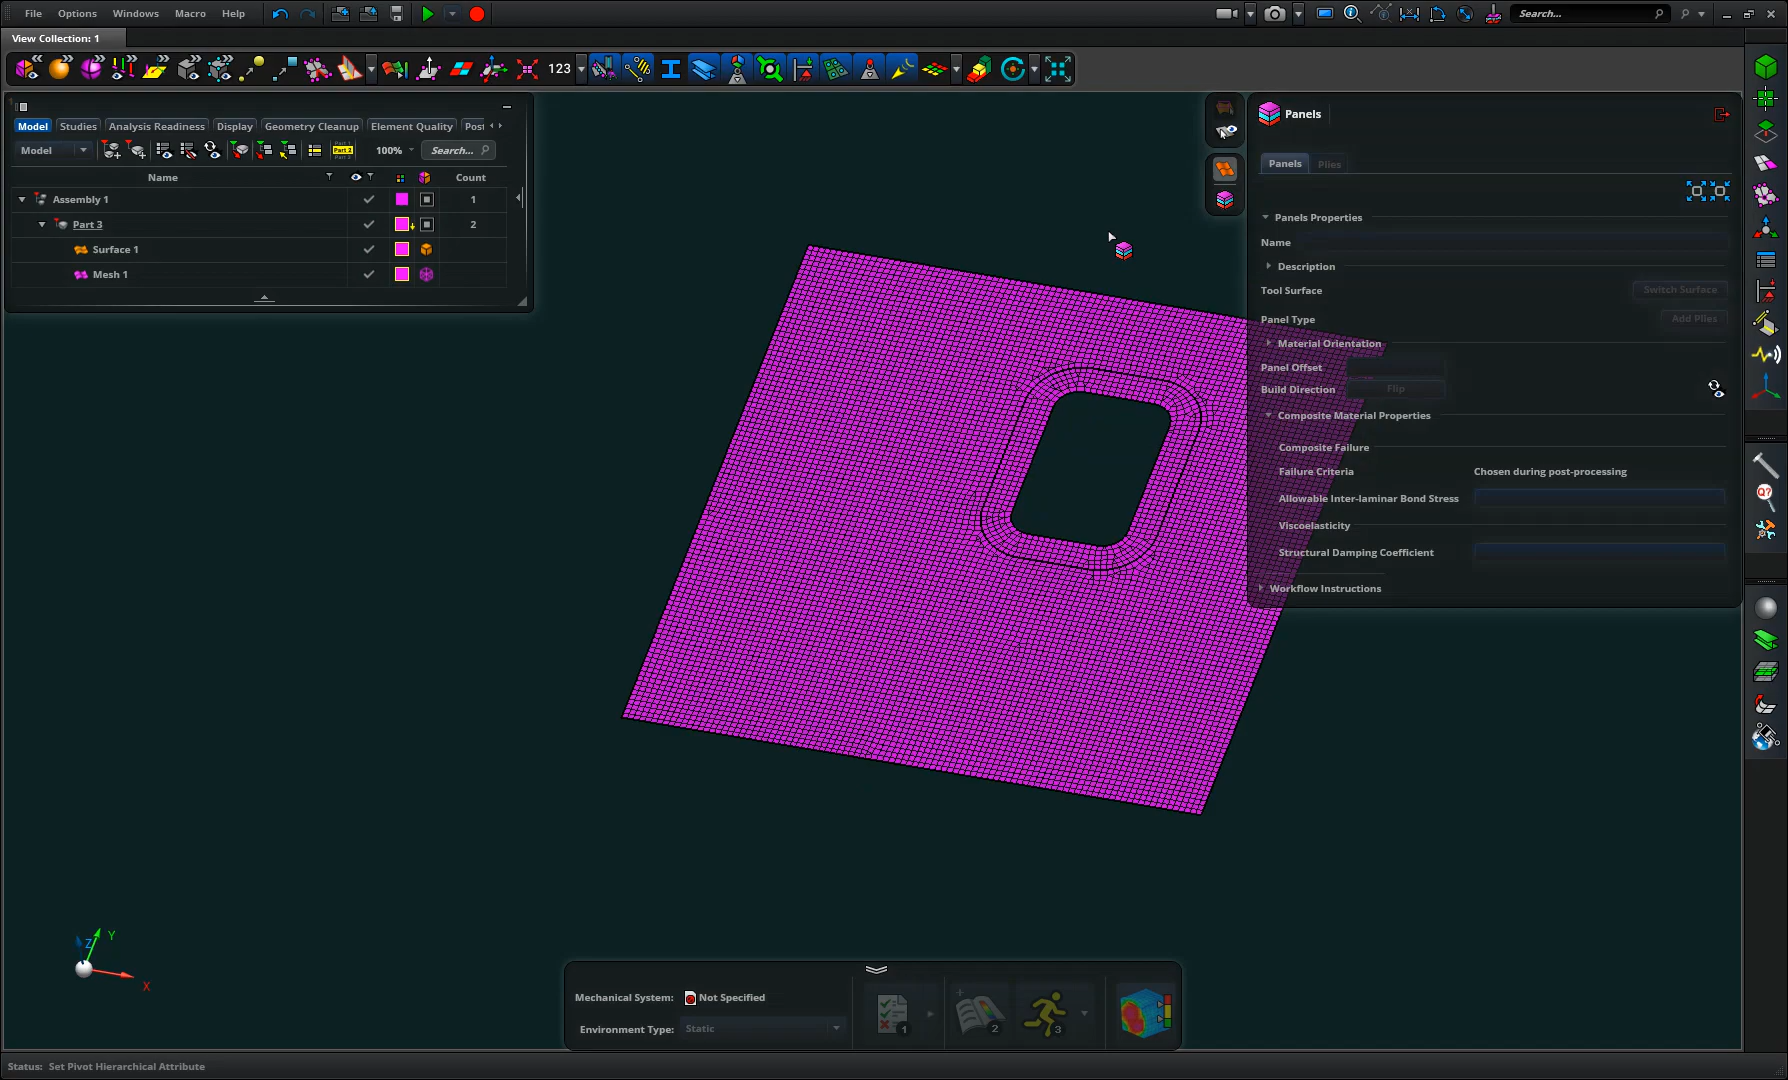 File Options Windows Macro Help Search...
View Collection: 1
123
Model Studies Analysis Readiness Display Geometry Cleanup Element Quality Post
Model 100% Search...
Name Count
Assembly 1 1
Part 3 2
Surface 1
Mesh 1
Panels
Panels Plies
Panels Properties
Name
Description
Tool Surface Switch Surface
Panel Type Add Plies
Material Orientation
Panel Offset
Build Direction Flip
Composite Material Properties
Composite Failure
Failure Criteria Chosen during post-processing
Allowable Inter-laminar Bond Stress
Viscoelasticity
Structural Damping Coefficient
Workflow Instructions
Z Y
X
Mechanical System: Not Specified
Environment Type: Static
1 2 3
Status: Set Pivot Hierarchical Attribute